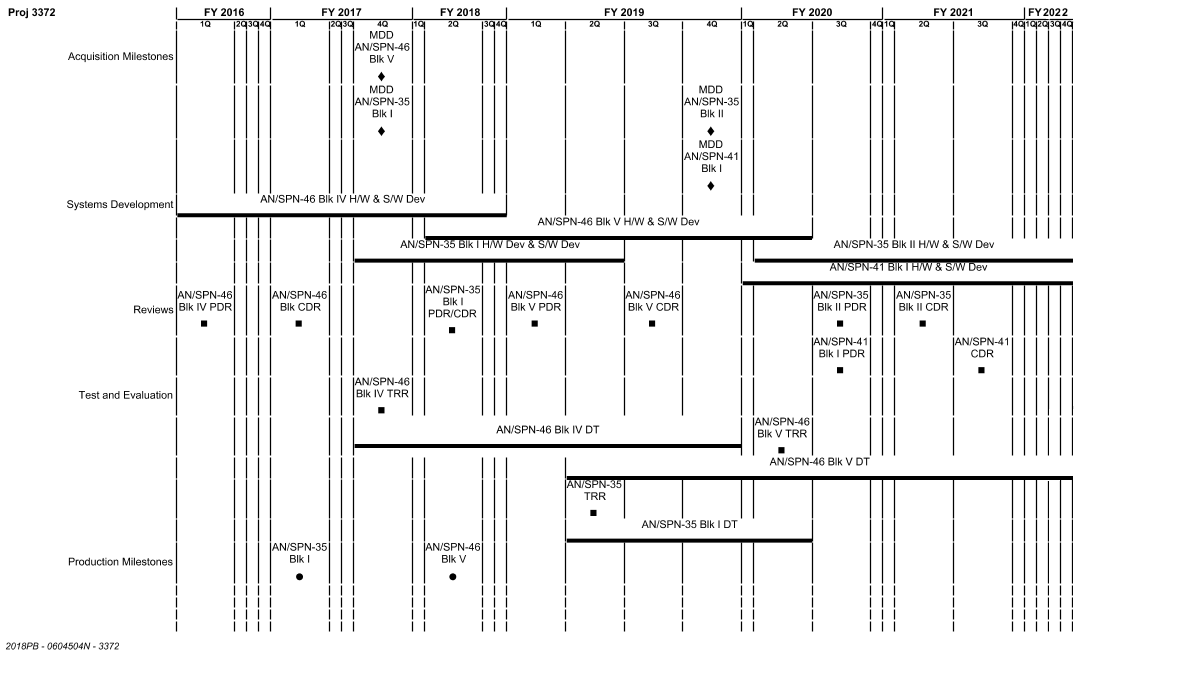 Proj 3372
FY 2016 FY 2017 FY 2018 FY 2019 FY 2020 FY 2021 FY2022
1Q 2Q 3Q 4Q 1Q 2Q 3Q 4Q 1Q 2Q 3Q 4Q 1Q 2Q 3Q 4Q 1Q 2Q 3Q 4Q 1Q 2Q 3Q 4Q 1Q 2Q 3Q 4Q
Acquisition Milestones
MDD
AN/SPN-46
Blk V
MDD
AN/SPN-35
Blk I
MDD
AN/SPN-35
Blk II
MDD
AN/SPN-41
Blk I
Systems Development
AN/SPN-46 Blk IV H/W & S/W Dev
AN/SPN-46 Blk V H/W & S/W Dev
AN/SPN-35 Blk I H/W Dev & S/W Dev
AN/SPN-35 Blk II H/W & S/W Dev
AN/SPN-41 Blk I H/W & S/W Dev
Reviews
AN/SPN-46
Blk IV PDR
AN/SPN-46
Blk CDR
AN/SPN-35
Blk I
PDR/CDR
AN/SPN-46
Blk V PDR
AN/SPN-46
Blk V CDR
AN/SPN-35
Blk II PDR
AN/SPN-35
Blk II CDR
AN/SPN-41
Blk I PDR
AN/SPN-41
CDR
Test and Evaluation
AN/SPN-46
Blk IV TRR
AN/SPN-46 Blk IV DT
AN/SPN-46
Blk V TRR
AN/SPN-46 Blk V DT
AN/SPN-35
TRR
AN/SPN-35 Blk I DT
Production Milestones
AN/SPN-35
Blk I
AN/SPN-46
Blk V
2018PB - 0604504N - 3372